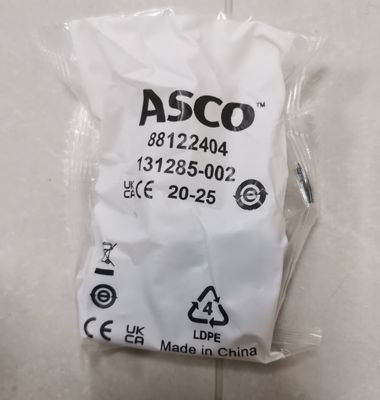 ASCO™
88122404
131285-002
UK CA CE 20-25
4
LDPE
CE UK CA
Made in China